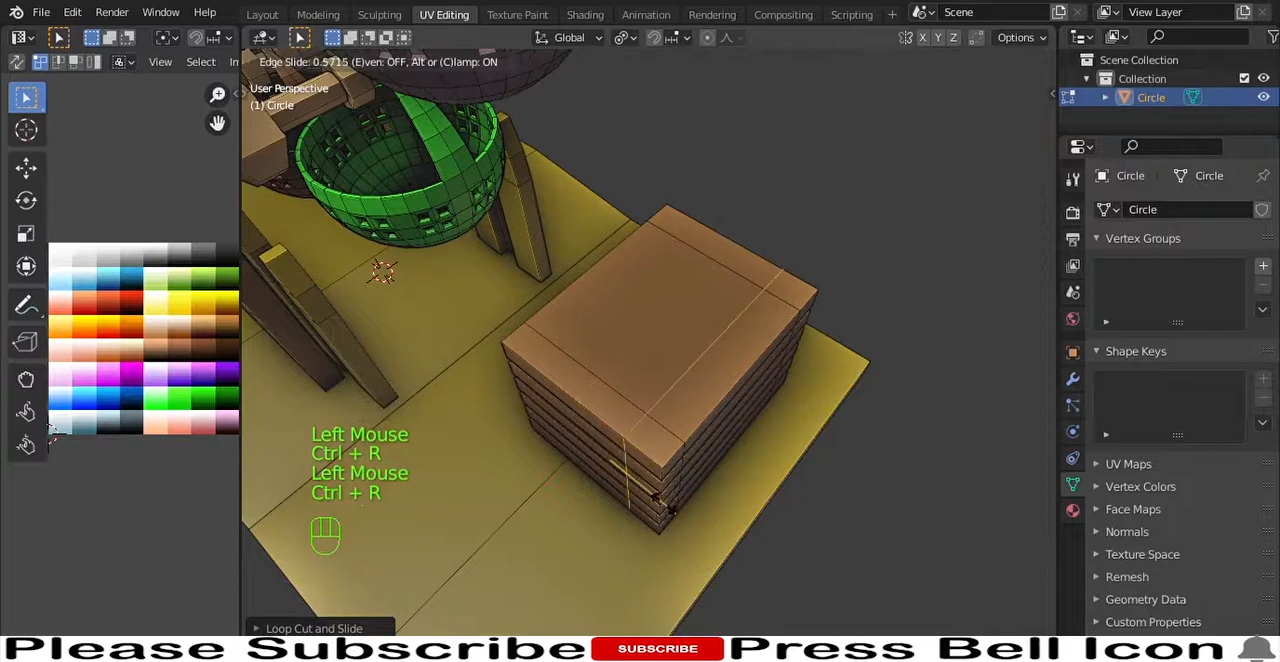 File Edit Render Window Help Layout Modeling Sculpting UV Editing Texture Paint Shading Animation Rendering Compositing Scripting + Scene View Layer
View Select In Global X Y Z Options
Edge Slide: 0.5715 (E)ven: OFF, Alt or (C)lamp: ON
User Perspective
(1) Circle
Scene Collection
Collection
Circle
Circle Circle
Circle
Vertex Groups
Shape Keys
UV Maps
Vertex Colors
Face Maps
Normals
Texture Space
Remesh
Geometry Data
Custom Properties
Left Mouse
Ctrl + R
Left Mouse
Ctrl + R
Loop Cut and Slide
Please Subscribe SUBSCRIBE Press Bell Icon